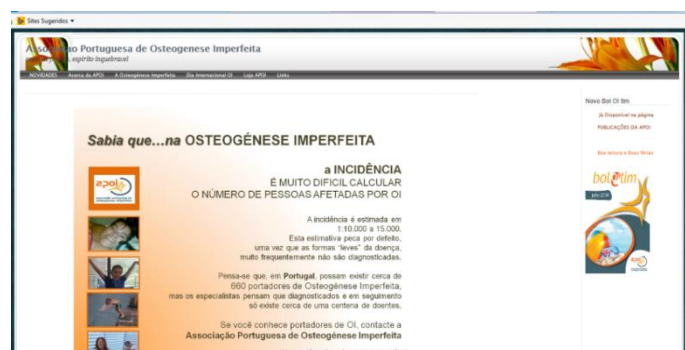 Sites Sugeridos
Associação Portuguesa de Osteogenese Imperfeita
espírito inquebravel
NOVIDADES Acerca da APOI A Osteogénese Imperfeita Dia Internacional OI Loja APOI Links
Novo Bol OI tim
Já Disponível na página
PUBLICAÇÕES DA APOI
Boa leitura e Boas férias
Sabia que...na OSTEOGÉNESE IMPERFEITA
a INCIDÊNCIA
É MUITO DIFICIL CALCULAR
O NÚMERO DE PESSOAS AFETADAS POR OI
apoi
A incidência é estimada em
1:10.000 a 15.000.
Esta estimativa peca por defeito,
uma vez que as formas "leves" da doença,
muito frequentemente não são diagnosticadas.
Pensa-se que, em Portugal, possam existir cerca de
660 portadores de Osteogénese Imperfeita,
mas os especialistas pensam que diagnosticados e em seguimento
só existe cerca de uma centena de doentes.
Se você conhece portadores de OI, contacte a
Associação Portuguesa de Osteogénese Imperfeita
boletim